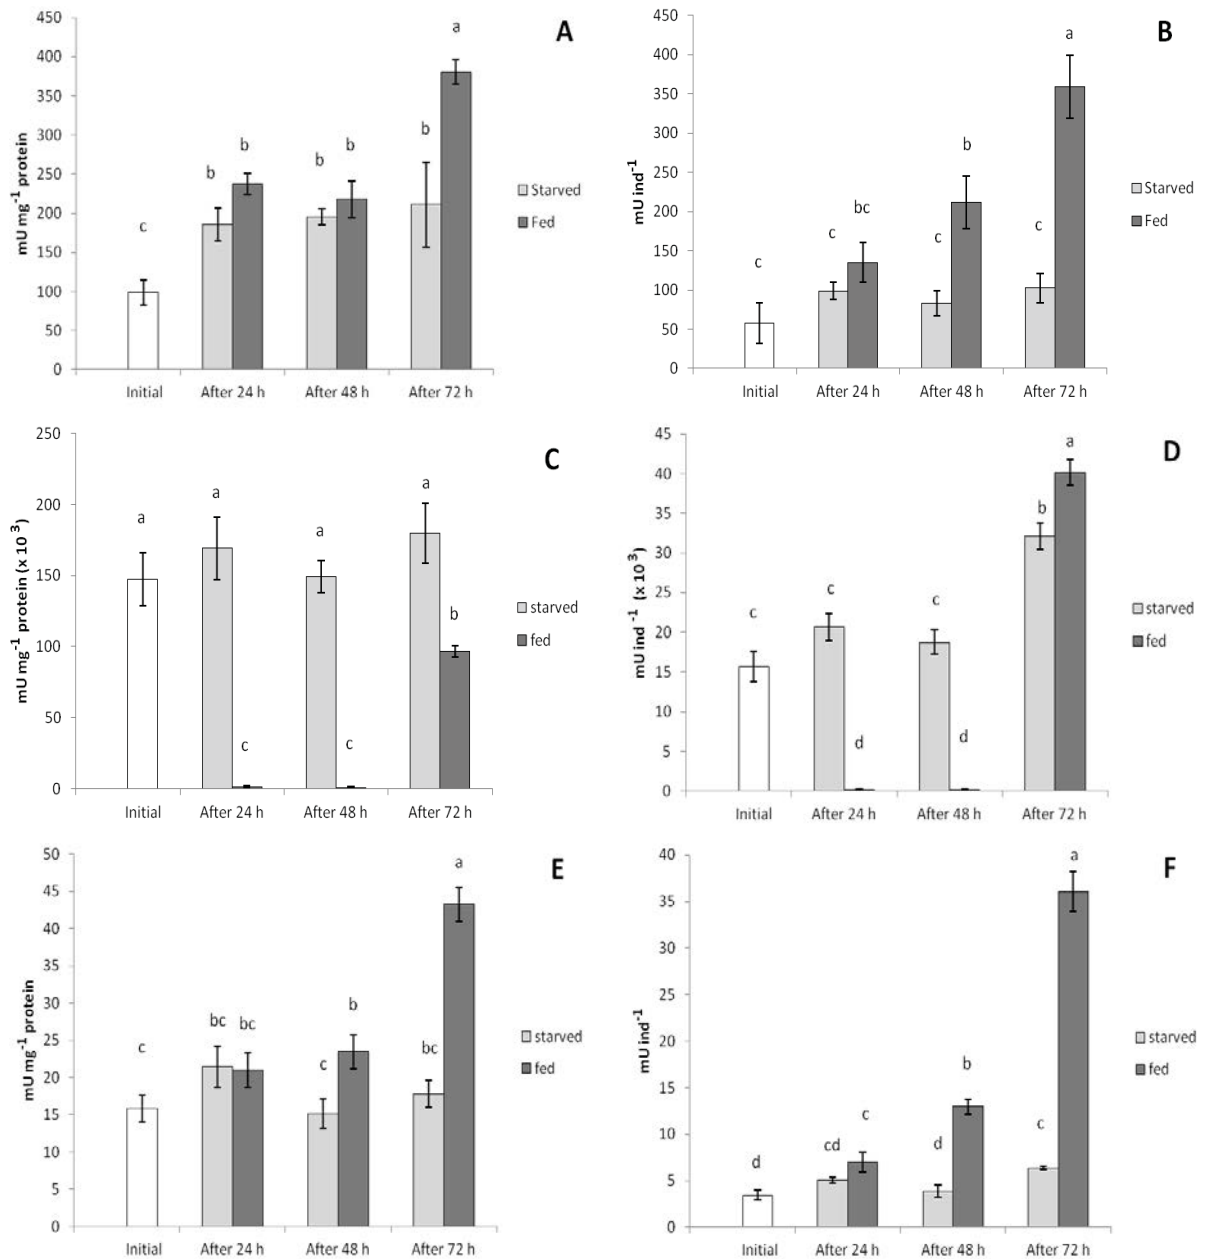 A
450
400
350
300
250
200
150
100
50
0
mU mg-1 protein
c
b
b
b
b
b
a
Starved
Fed
Initial
After 24 h
After 48 h
After 72 h
B
450
400
350
300
250
200
150
100
50
0
mU ind-1
c
c
bc
c
b
c
a
Starved
Fed
Initial
After 24 h
After 48 h
After 72 h
C
250
200
150
100
50
0
mU mg-1 protein (x 10 3)
a
a
c
a
c
a
b
starved
fed
Initial
After 24 h
After 48 h
After 72 h
D
45
40
35
30
25
20
15
10
5
0
mU ind -1 (x 10 3)
c
c
d
c
d
b
a
starved
fed
Initial
After 24 h
After 48 h
After 72 h
E
50
45
40
35
30
25
20
15
10
5
0
mU mg-1 protein
c
bc
bc
c
b
bc
a
starved
fed
Initial
After 24 h
After 48 h
After 72 h
F
40
35
30
25
20
15
10
5
0
mU ind-1
d
cd
c
d
b
c
a
starved
fed
Initial
After 24 h
After 48 h
After 72 h